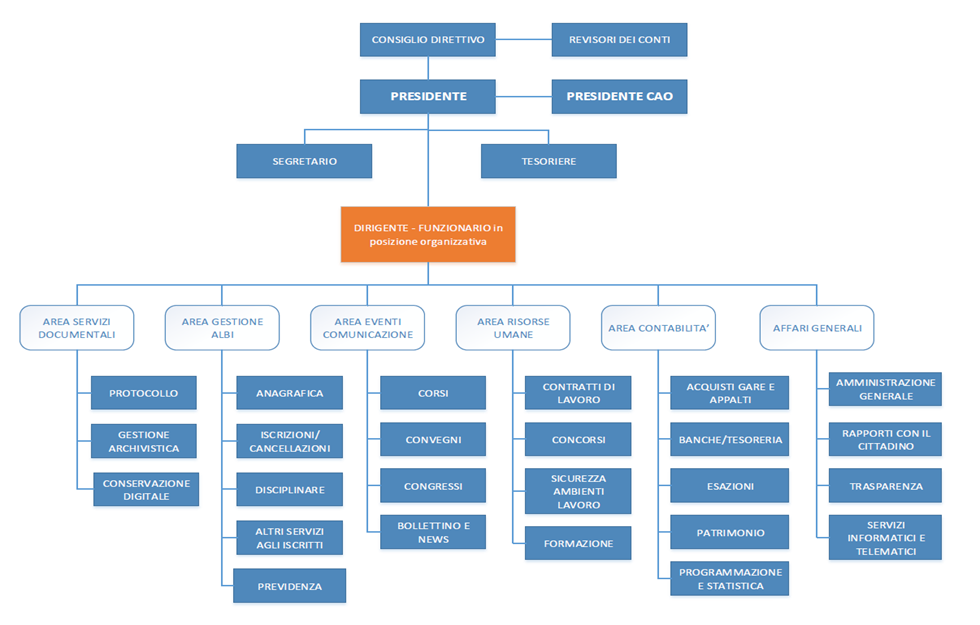 CONSIGLIO DIRETTIVO
REVISORI DEI CONTI
PRESIDENTE
PRESIDENTE CAO
SEGRETARIO
TESORIERE
DIRIGENTE - FUNZIONARIO in
posizione organizzativa
AREA SERVIZI
DOCUMENTALI
PROTOCOLLO
GESTIONE
ARCHIVISTICA
CONSERVAZIONE
DIGITALE
AREA GESTIONE
ALBI
ANAGRAFICA
ISCRIZIONI/
CANCELLAZIONI
DISCIPLINARE
ALTRI SERVIZI
AGLI ISCRITTI
PREVIDENZA
AREA EVENTI
COMUNICAZIONE
CORSI
CONVEGNI
CONGRESSI
BOLLETTINO E
NEWS
AREA RISORSE
UMANE
CONTRATTI DI
LAVORO
CONCORSI
SICUREZZA
AMBIENTI
LAVORO
FORMAZIONE
AREA CONTABILITA’
ACQUISTI GARE E
APPALTI
BANCHE/TESORERIA
ESAZIONI
PATRIMONIO
PROGRAMMAZIONE
E STATISTICA
AFFARI GENERALI
AMMINISTRAZIONE
GENERALE
RAPPORTI CON IL
CITTADINO
TRASPARENZA
SERVIZI
INFORMATICI E
TELEMATICI